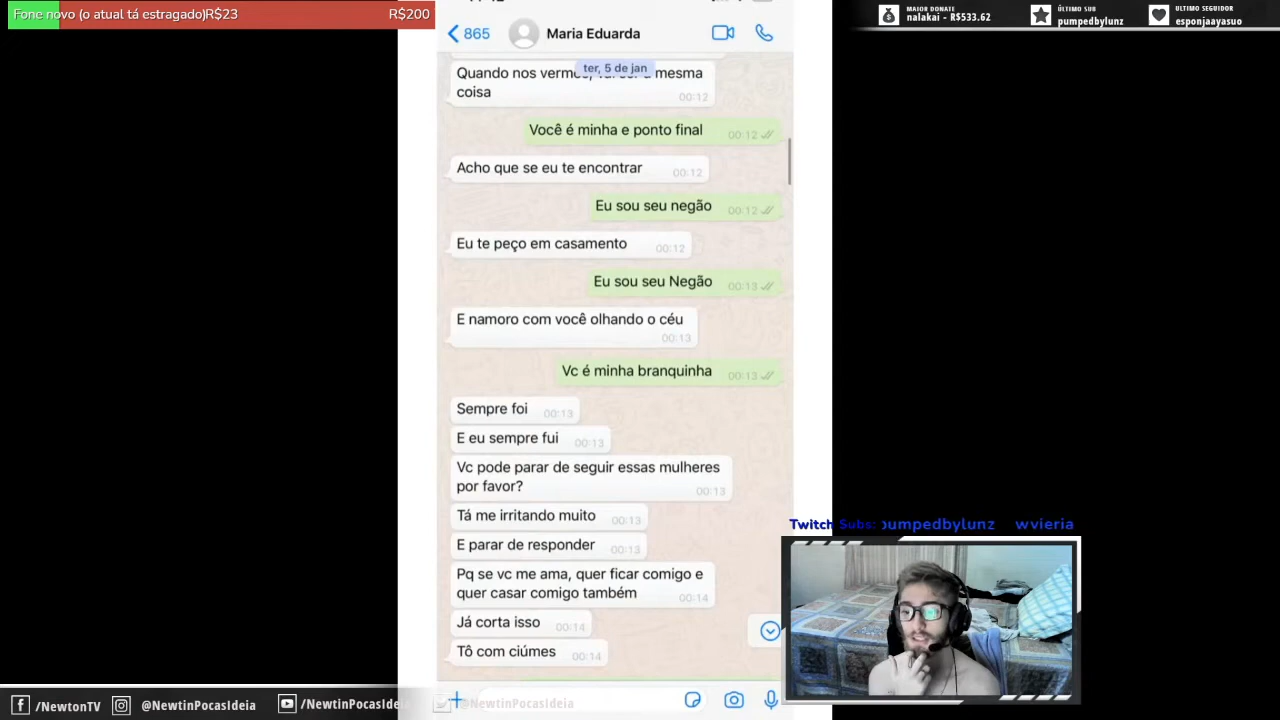 Fone novo (o atual tá estragado)R$23
R$200
MAIOR DONATE
nalakai - R$533.62
ÚLTIMO SUB
pumpedbylunz
ÚLTIMO SEGUIDOR
esponjaayasuo
865
Maria Eduarda
ter, 5 de jan
Quando nos vermos, vai ser a mesma
coisa
00:12
Você é minha e ponto final
00:12
Acho que se eu te encontrar
00:12
Eu sou seu negão
00:12
Eu te peço em casamento
00:12
Eu sou seu Negão
00:13
E namoro com você olhando o céu
00:13
Vc é minha branquinha
00:13
Sempre foi
00:13
E eu sempre fui
00:13
Vc pode parar de seguir essas mulheres
por favor?
00:13
Tá me irritando muito
00:13
E parar de responder
00:13
Pq se vc me ama, quer ficar comigo e
quer casar comigo também
00:14
Já corta isso
00:14
Tô com ciúmes
00:14
Twitch Subs: pumpedbylunz wvieria
/NewtonTV
@NewtinPocasIdeia
/NewtinPocasIdeia
@NewtinPocasIdeia